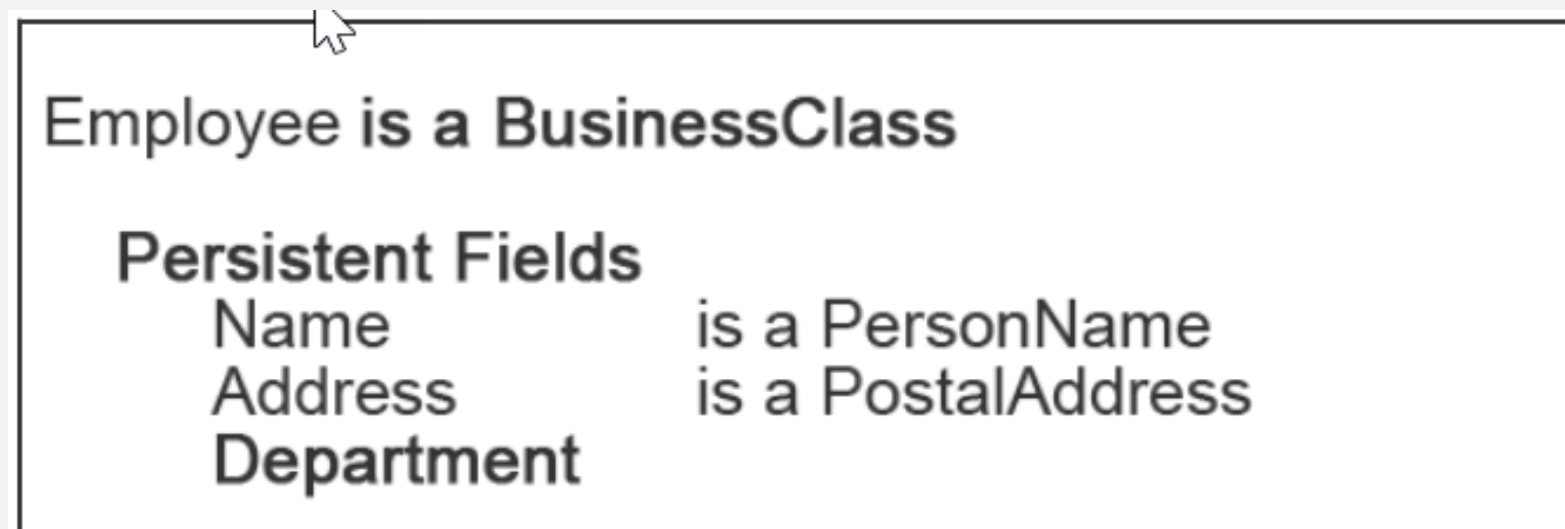 Employee is a BusinessClass
Persistent Fields
Name is a PersonName
Address is a PostalAddress
Department